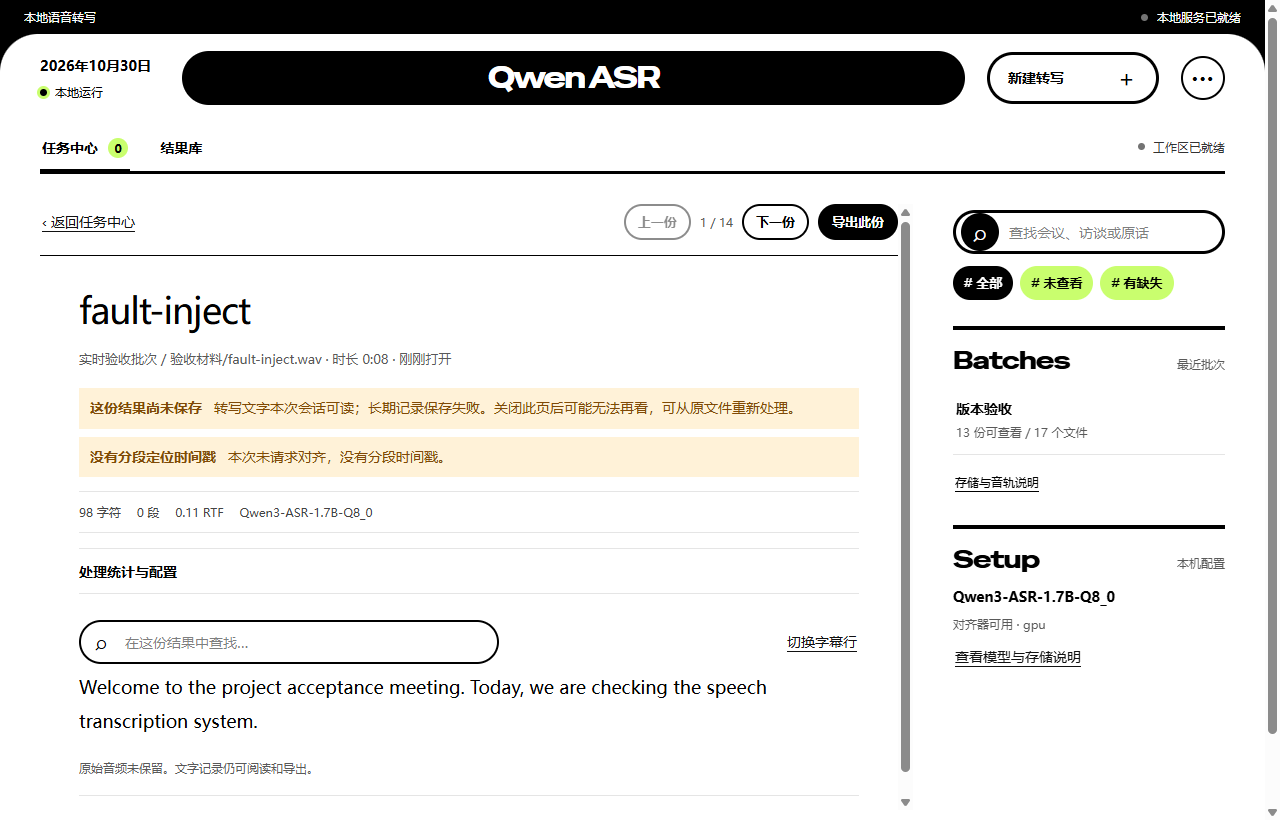 本地语音转写
本地服务已就绪
2026年10月30日
本地运行
Qwen ASR
新建转写 +
任务中心 0
结果库
工作区已就绪
‹ 返回任务中心
上一份
1 / 14
下一份
导出此份
fault-inject
实时验收批次 / 验收材料/fault-inject.wav · 时长 0:08 · 刚刚打开
这份结果尚未保存 转写文字本次会话可读；长期记录保存失败。关闭此页后可能无法再看，可从原文件重新处理。
没有分段定位时间戳 本次未请求对齐，没有分段时间戳。
98 字符 0 段 0.11 RTF Qwen3-ASR-1.7B-Q8_0
处理统计与配置
在这份结果中查找...
切换字幕行
Welcome to the project acceptance meeting. Today, we are checking the speech
transcription system.
原始音频未保留。文字记录仍可阅读和导出。
查找会议、访谈或原话
# 全部
# 未查看
# 有缺失
Batches
最近批次
版本验收
13 份可查看 / 17 个文件
存储与音轨说明
Setup
本机配置
Qwen3-ASR-1.7B-Q8_0
对齐器可用 · gpu
查看模型与存储说明